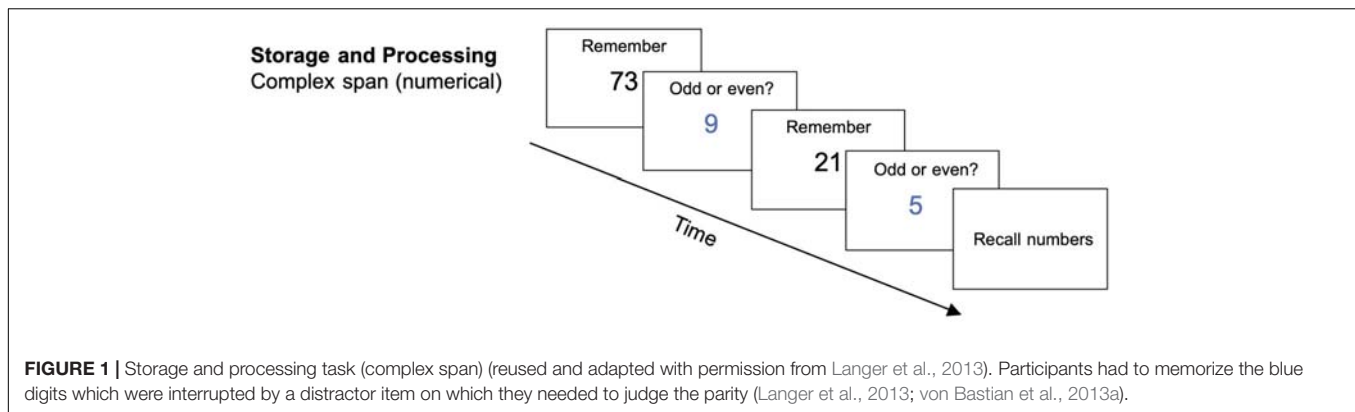 Storage and Processing
Complex span (numerical)
Remember
73
Odd or even?
9
Remember
21
Odd or even?
5
Recall numbers
Time
FIGURE 1 | Storage and processing task (complex span) (reused and adapted with permission from Langer et al., 2013). Participants had to memorize the blue
digits which were interrupted by a distractor item on which they needed to judge the parity (Langer et al., 2013; von Bastian et al., 2013a).